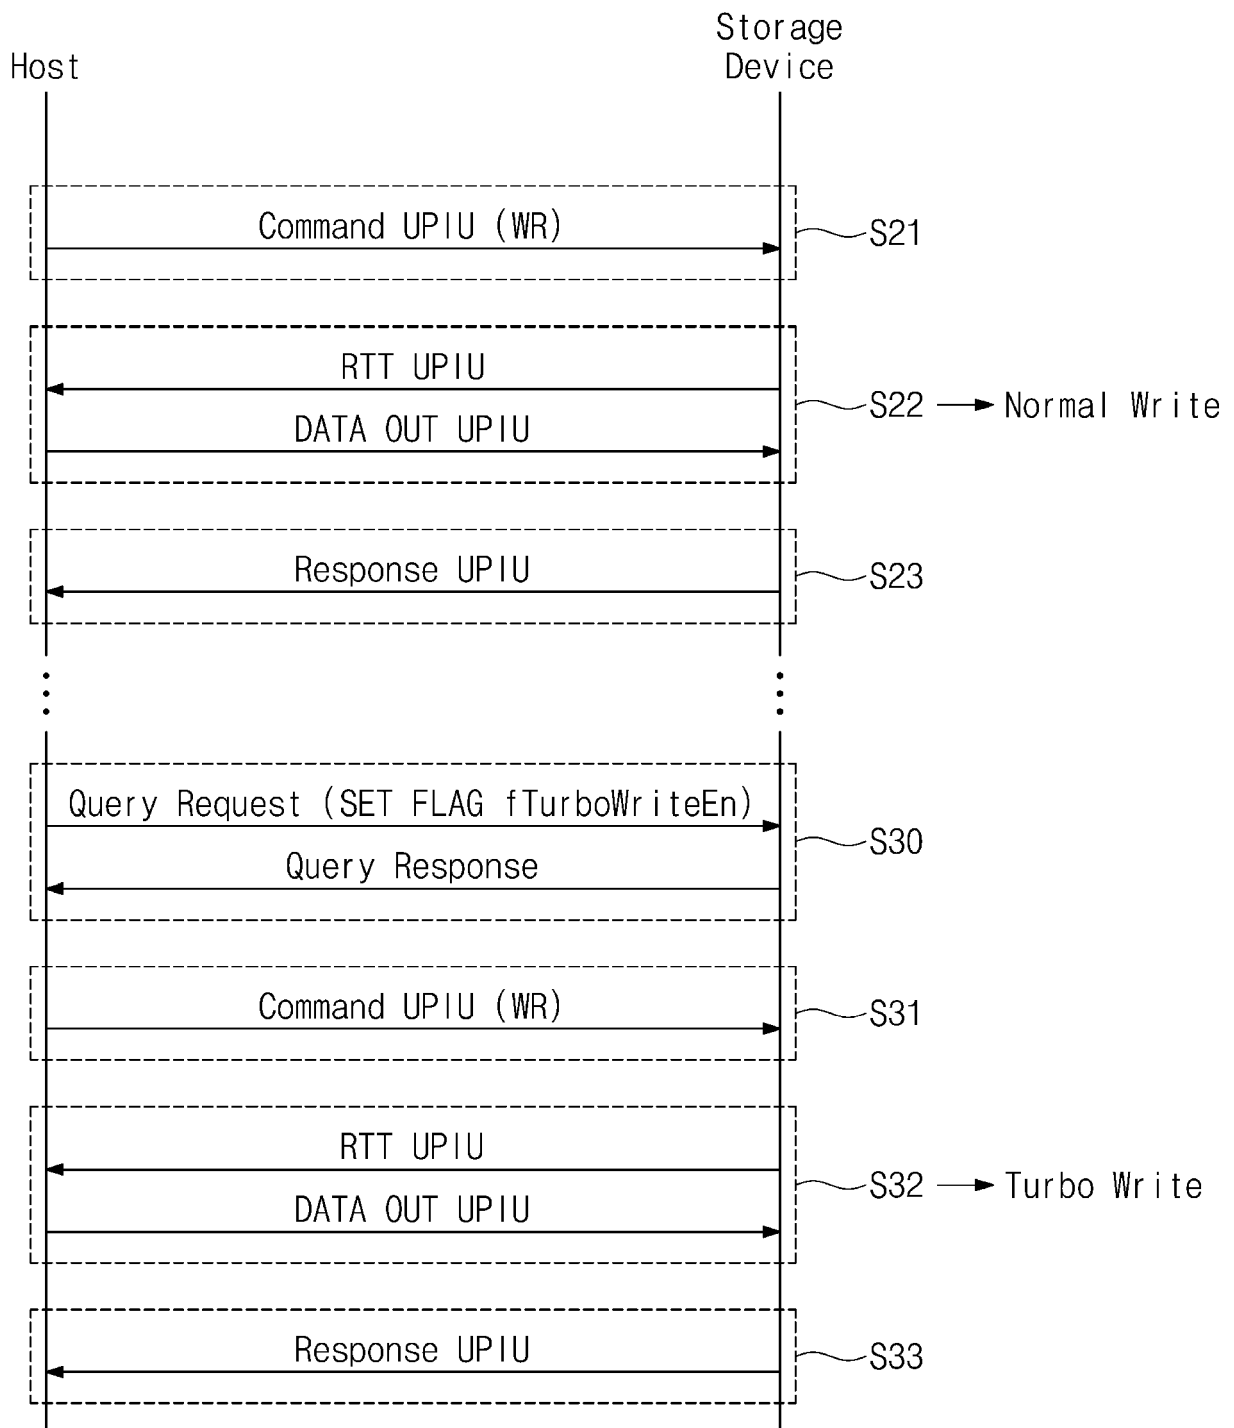 Host
Storage
Device
Command UPIU (WR)
S21
RTT UPIU
DATA OUT UPIU
S22
Normal Write
Response UPIU
S23
Query Request (SET FLAG fTurboWriteEn)
Query Response
S30
Command UPIU (WR)
S31
RTT UPIU
DATA OUT UPIU
S32
Turbo Write
Response UPIU
S33